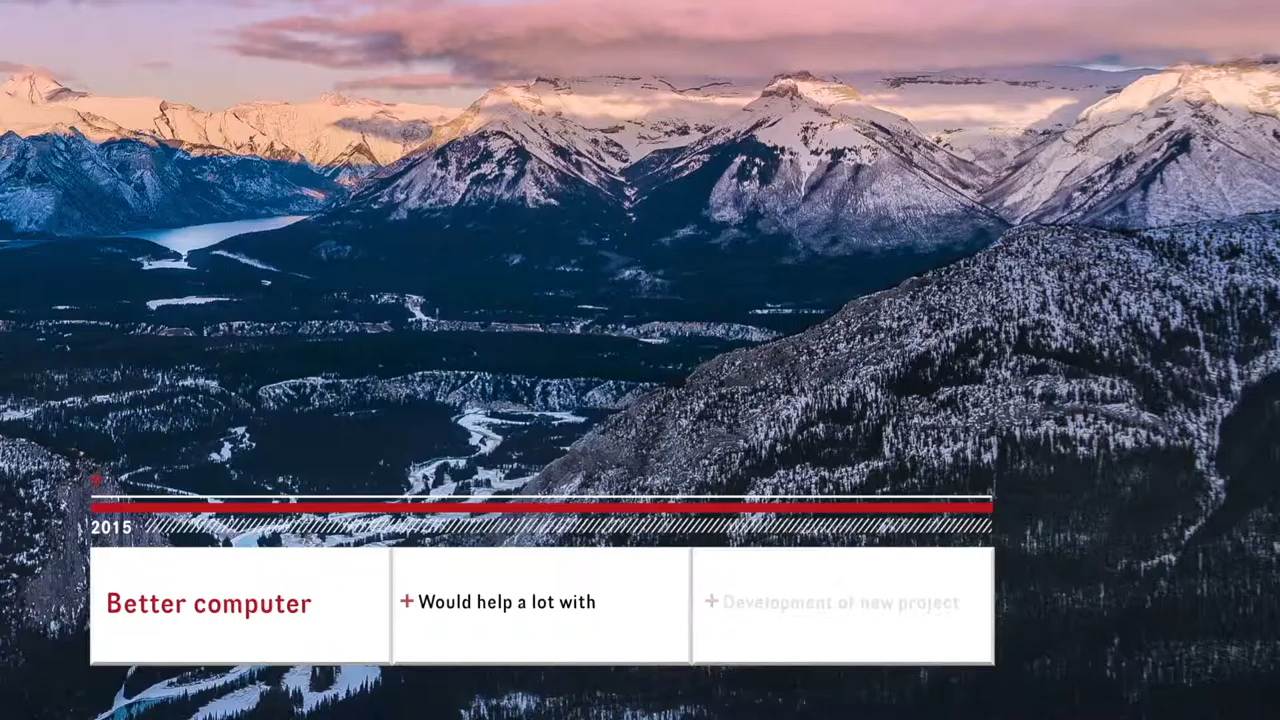 2015
Better computer
+ Would help a lot with
+ Development of new project